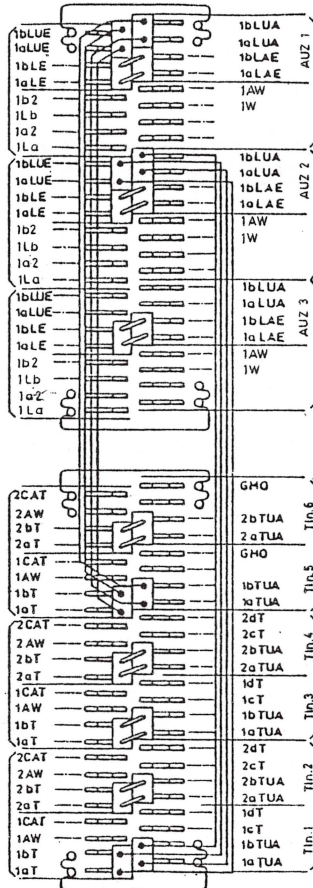 1bLUE
1aLUE
1bLE
1aLE
1b2
1Lb
1a2
1La
1bLUE
1aLUE
1bLE
1aLE
1b2
1Lb
1a2
1La
1bLUE
1aLUE
1bLE
1aLE
1b2
1Lb
1a2
1La
1bLUA
1aLUA
1bLAE
1aLAE
1AW
1W
AUZ 1
1bLUA
1aLUA
1bLAE
1aLAE
1AW
1W
AUZ 2
1bLUA
1aLUA
1bLAE
1aLAE
1AW
1W
AUZ 3
2CAT
2AW
2bT
2aT
1CAT
1AW
1bT
1aT
2CAT
2AW
2bT
2aT
1CAT
1AW
1bT
1aT
2CAT
2AW
2bT
2aT
1CAT
1AW
1bT
1aT
GMO
2bTUA
2aTUA
GMO
1bTUA
1aTUA
2dT
2cT
2bTUA
2aTUA
1dT
1cT
1bTUA
1aTUA
2dT
2cT
2bTUA
2aTUA
1dT
1cT
1bTUA
1aTUA
Tln.6
Tln.5
Tln.4
Tln.3
Tln.2
Tln.1